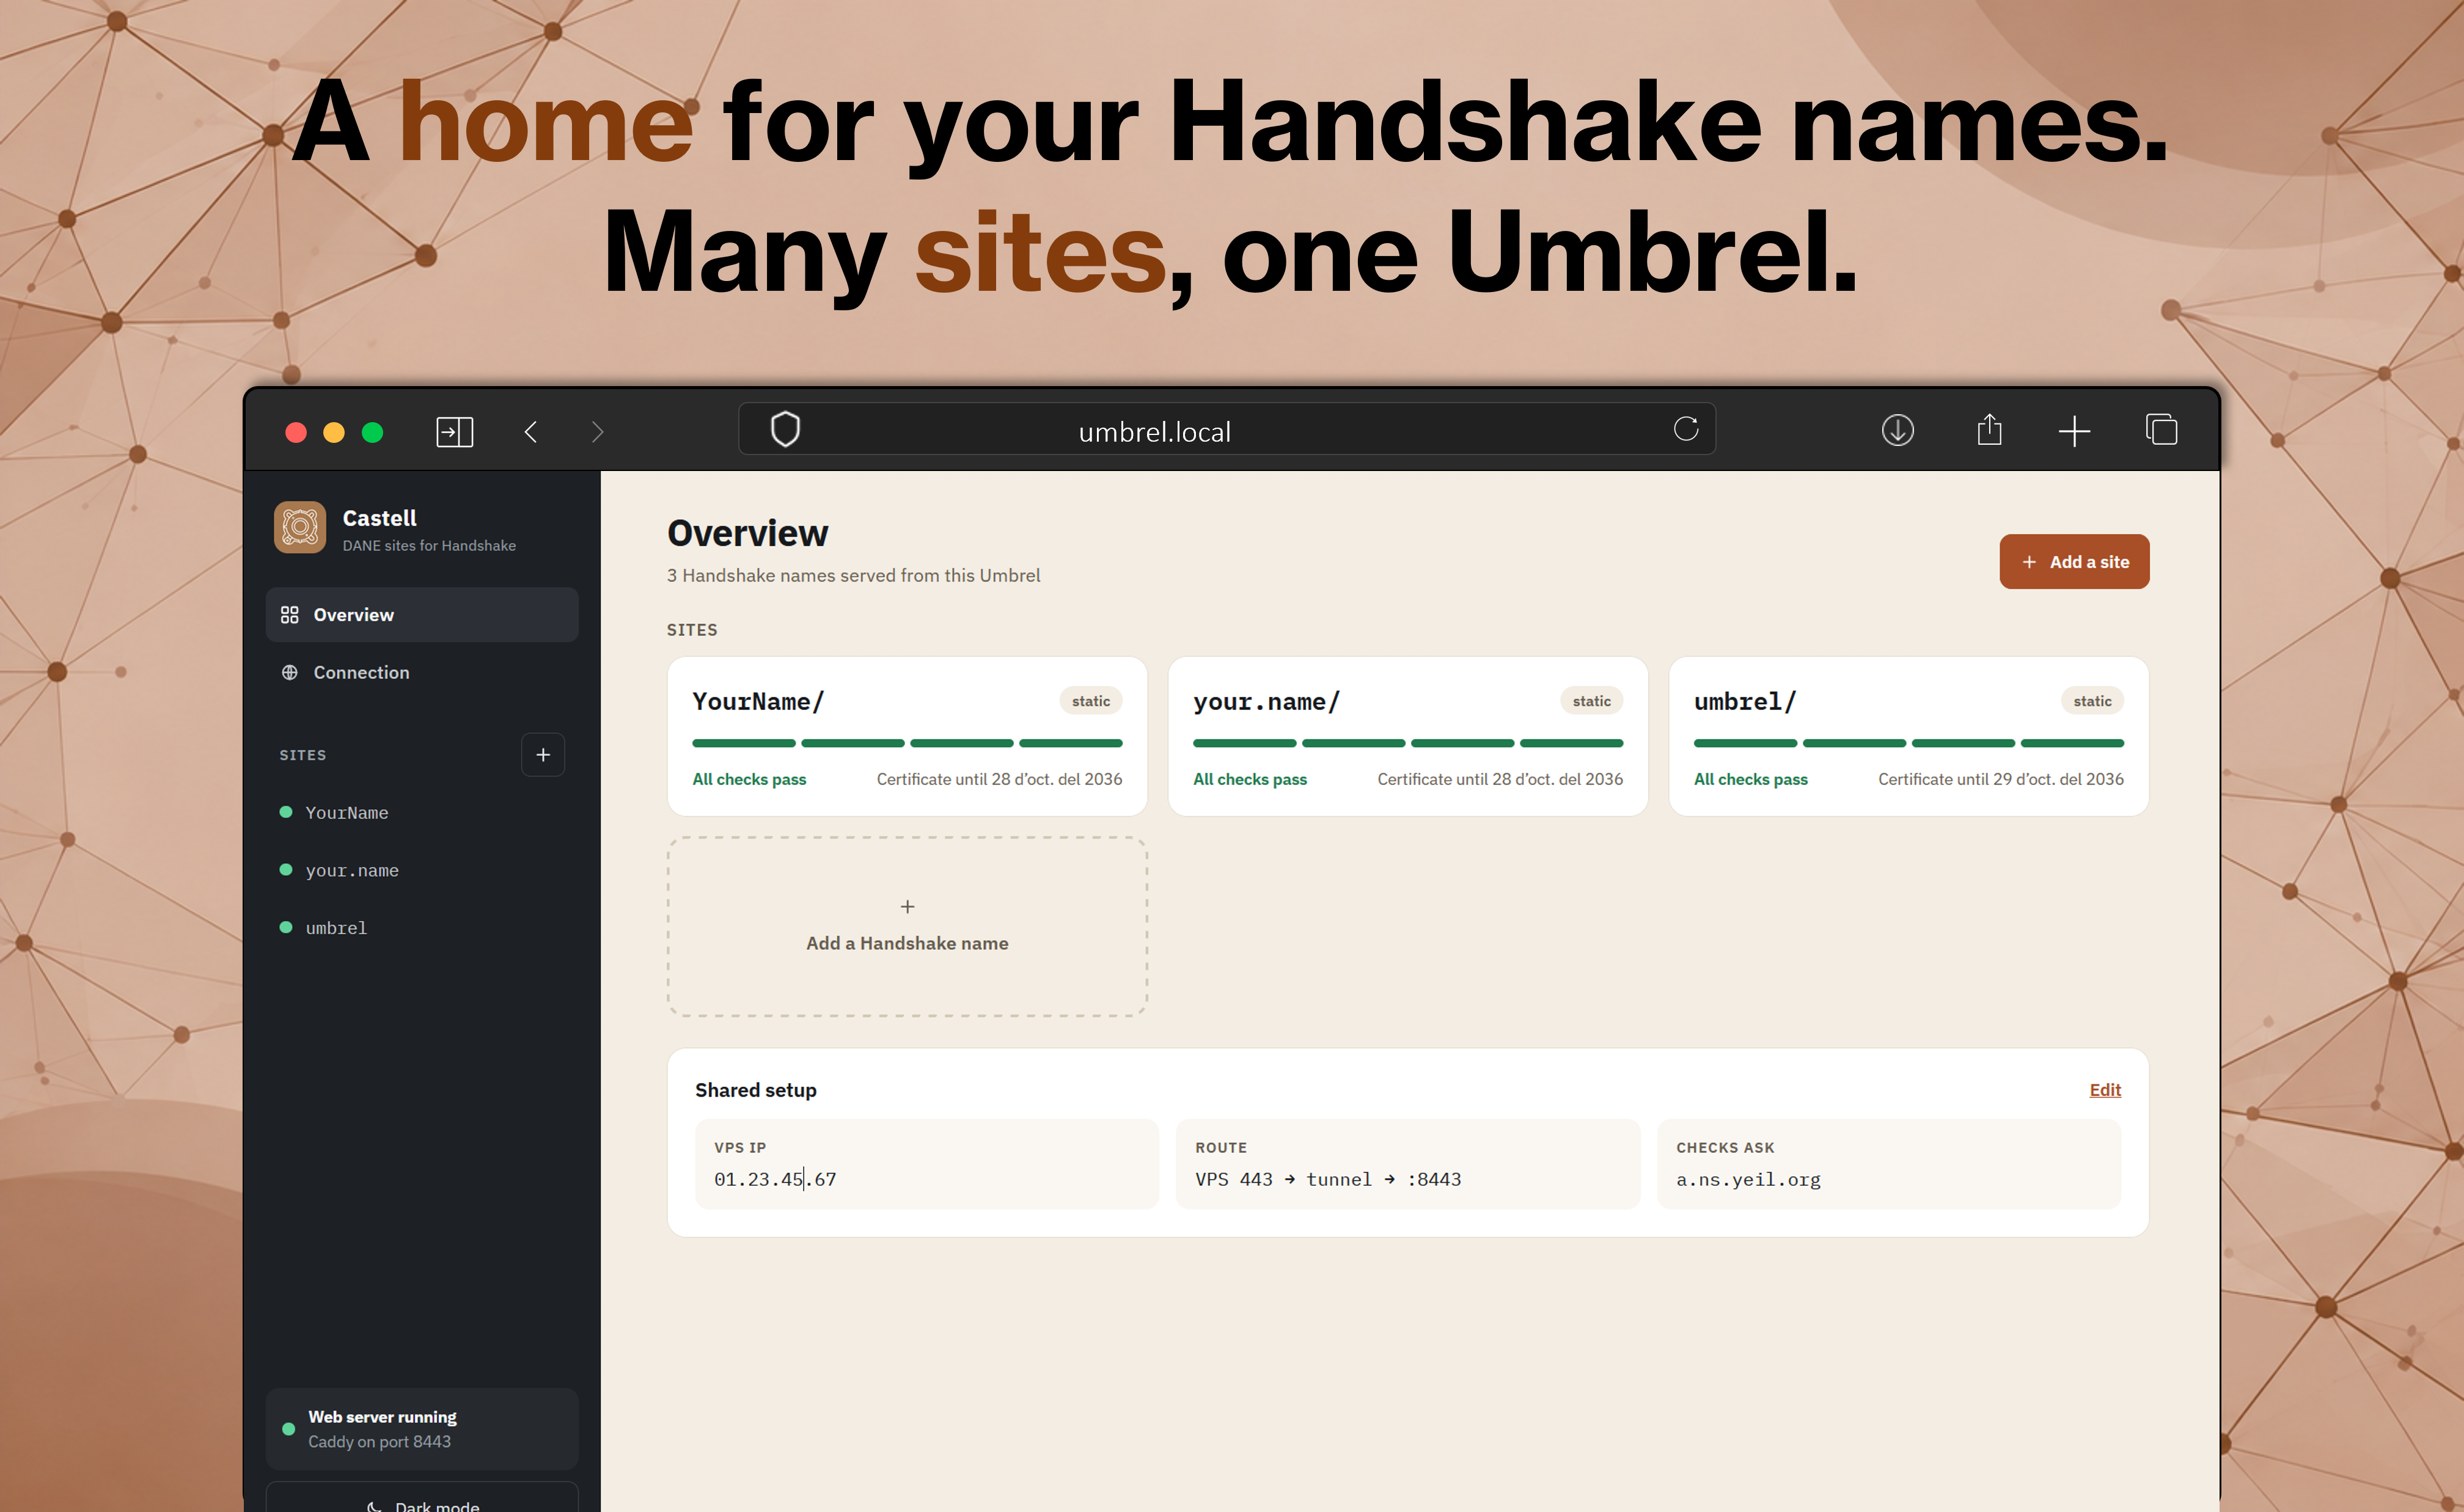 A home for your Handshake names.
Many sites, one Umbrel.
umbrel.local
Castell
DANE sites for Handshake
Overview
Connection
SITES
YourName
your.name
umbrel
Web server running
Caddy on port 8443
Dark mode
Overview
3 Handshake names served from this Umbrel
+ Add a site
SITES
YourName/ static
All checks pass Certificate until 28 d’oct. del 2036
your.name/ static
All checks pass Certificate until 28 d’oct. del 2036
umbrel/ static
All checks pass Certificate until 29 d’oct. del 2036
+
Add a Handshake name
Shared setup Edit
VPS IP
01.23.45.67
ROUTE
VPS 443 → tunnel → :8443
CHECKS ASK
a.ns.yeil.org